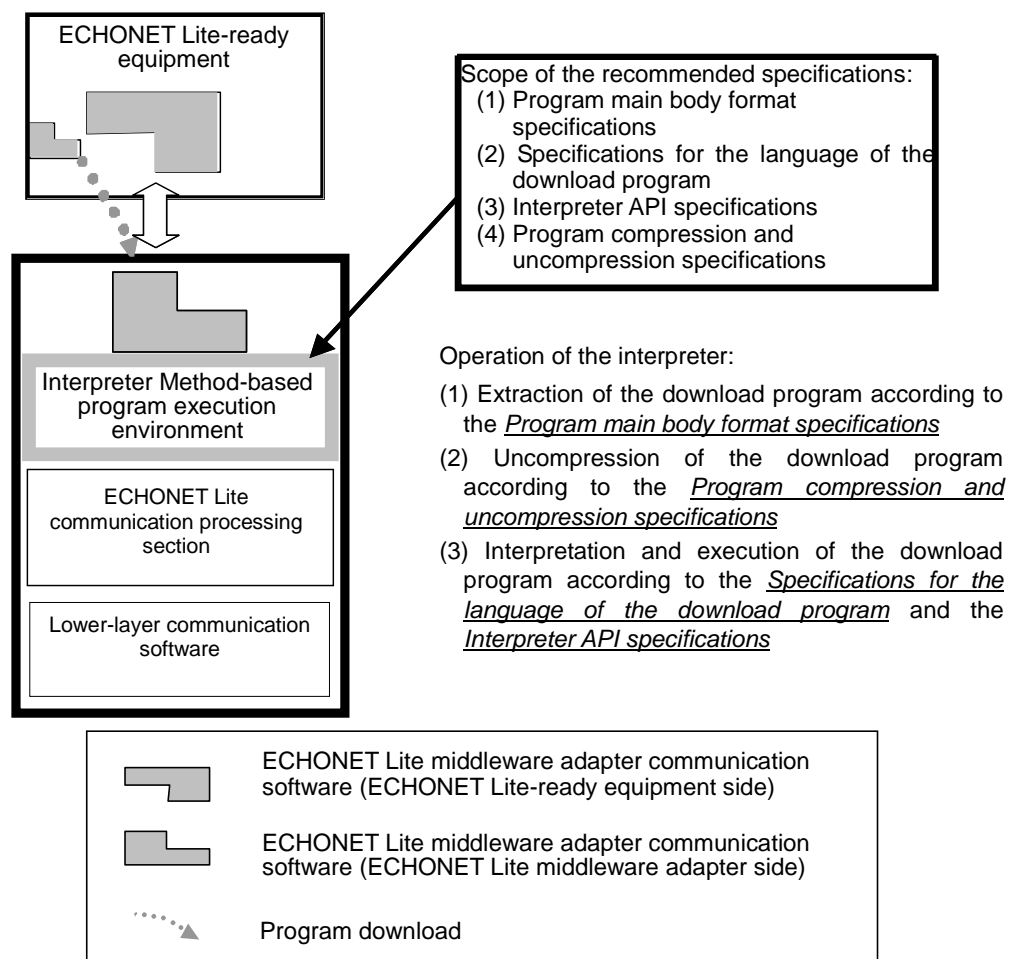 ECHONET Lite-ready
equipment
Scope of the recommended specifications:
(1) Program main body format
specifications
(2) Specifications for the language of the
download program
(3) Interpreter API specifications
(4) Program compression and
uncompression specifications
Interpreter Method-based
program execution
environment
ECHONET Lite
communication processing
section
Lower-layer communication
software
Operation of the interpreter:
(1) Extraction of the download program according to
the Program main body format specifications
(2) Uncompression of the download program
according to the Program compression and
uncompression specifications
(3) Interpretation and execution of the download
program according to the Specifications for the
language of the download program and the
Interpreter API specifications
ECHONET Lite middleware adapter communication
software (ECHONET Lite-ready equipment side)
ECHONET Lite middleware adapter communication
software (ECHONET Lite middleware adapter side)
Program download